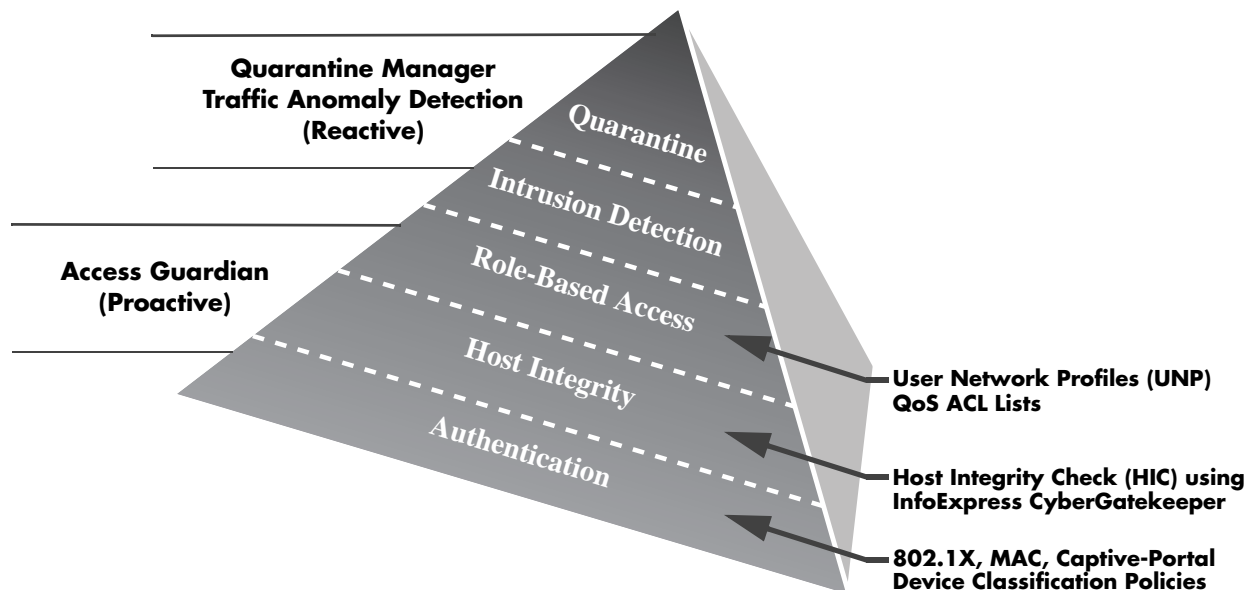 Quarantine Manager
Traffic Anomaly Detection
(Reactive)
Access Guardian
(Proactive)
Quarantine
Intrusion Detection
Role-Based Access
Host Integrity
Authentication
User Network Profiles (UNP)
QoS ACL Lists
Host Integrity Check (HIC) using
InfoExpress CyberGatekeeper
802.1X, MAC, Captive-Portal
Device Classification Policies